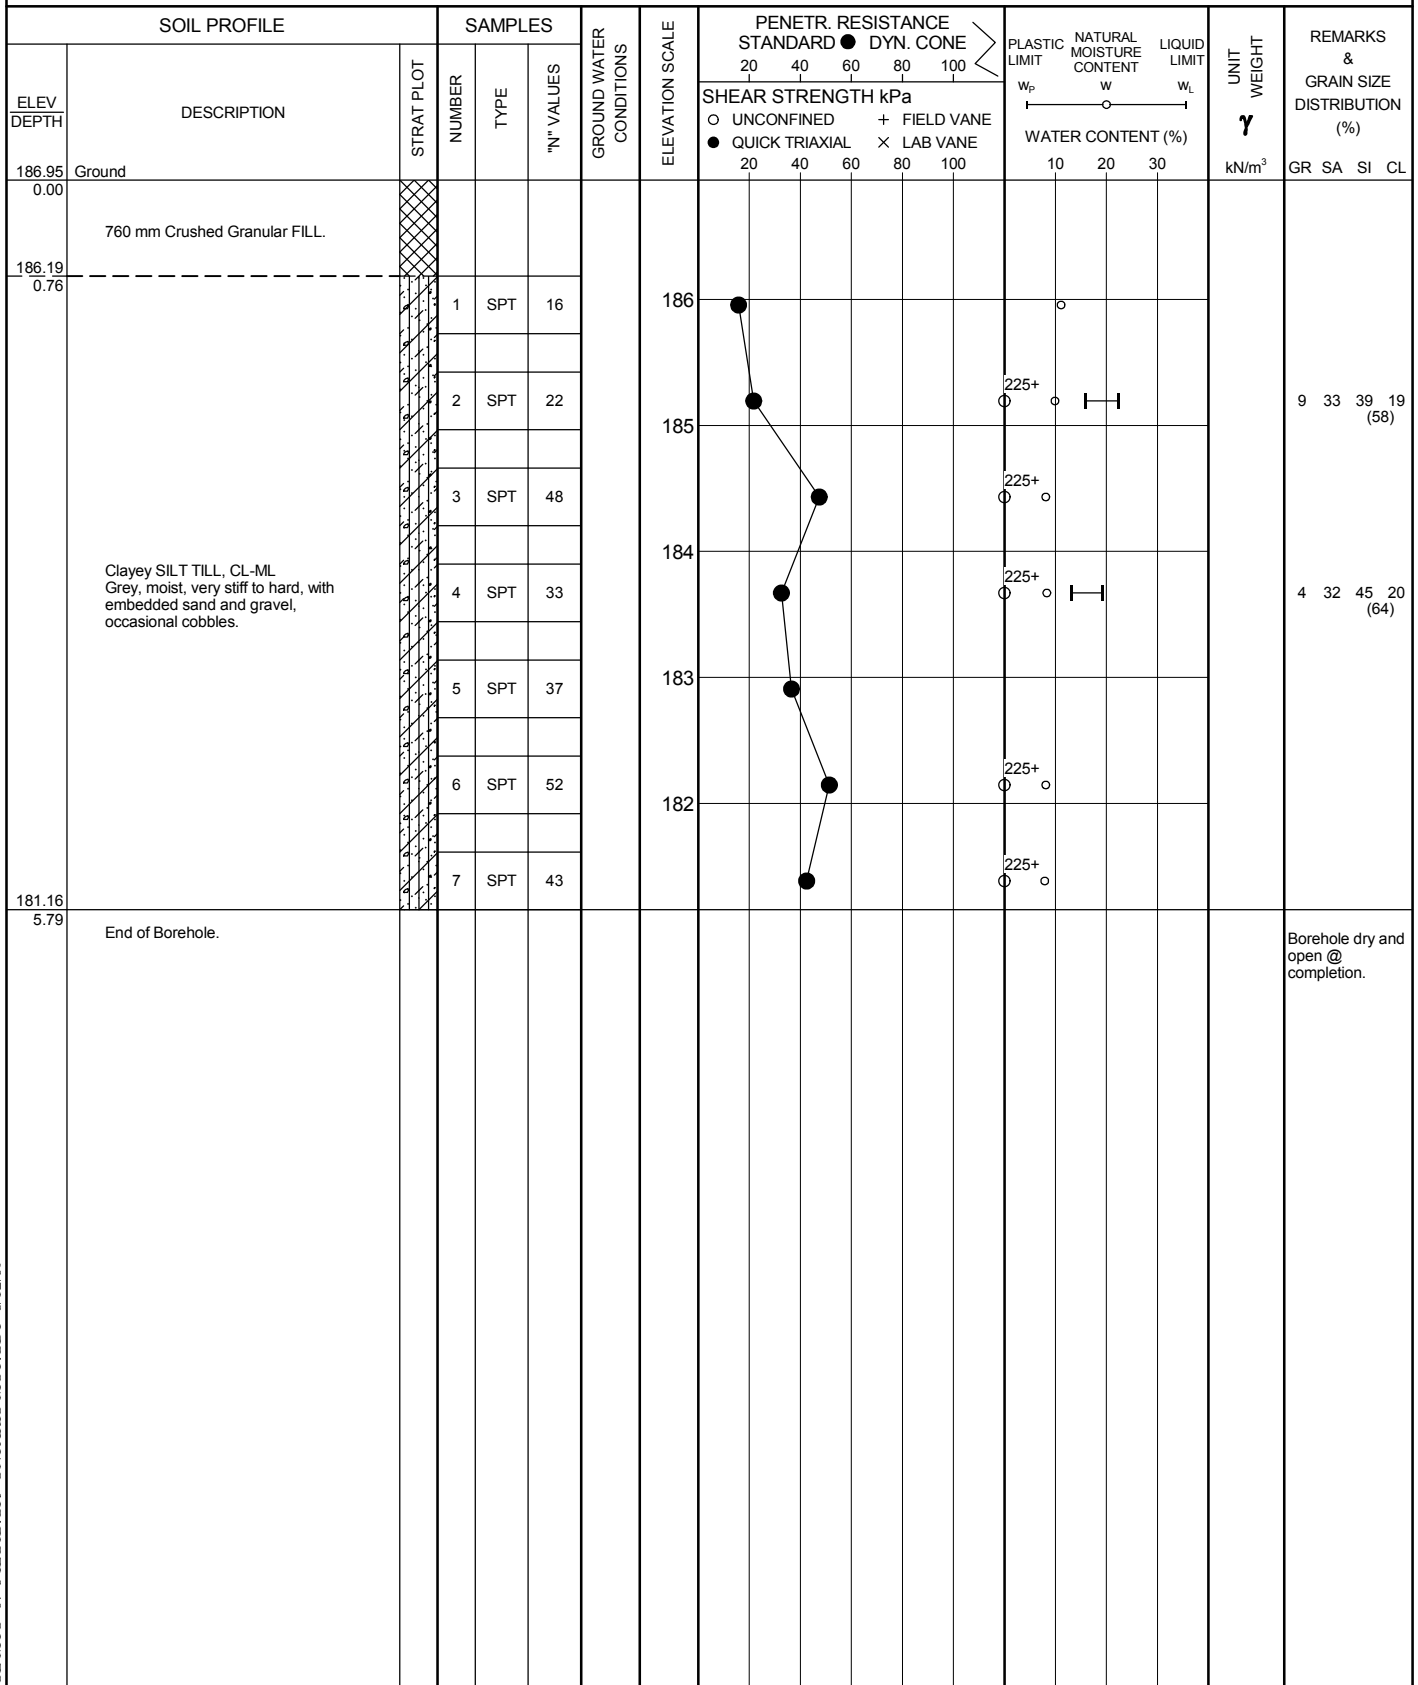 SOIL PROFILE
SAMPLES
GROUND WATER
CONDITIONS
ELEVATION SCALE
PENETR. RESISTANCE
STANDARD ● DYN. CONE
20 40 60 80 100
SHEAR STRENGTH kPa
○ UNCONFINED + FIELD VANE
● QUICK TRIAXIAL × LAB VANE
20 40 60 80 100
PLASTIC
LIMIT
NATURAL
MOISTURE
CONTENT
LIQUID
LIMIT
WP W WL
WATER CONTENT (%)
10 20 30
UNIT
WEIGHT
γ
kN/m³
REMARKS
&
GRAIN SIZE
DISTRIBUTION
(%)
GR SA SI CL
ELEV
DEPTH
DESCRIPTION
STRAT PLOT
NUMBER
TYPE
"N" VALUES
186.95 Ground
0.00
760 mm Crushed Granular FILL.
186.19
0.76
1 SPT 16
186
2 SPT 22
225+
9 33 39 19
(58)
185
3 SPT 48
225+
184
Clayey SILT TILL, CL-ML
Grey, moist, very stiff to hard, with
embedded sand and gravel,
occasional cobbles.
4 SPT 33
225+
4 32 45 20
(64)
183
5 SPT 37
6 SPT 52
225+
182
7 SPT 43
225+
181.16
5.79
End of Borehole.
Borehole dry and
open @
completion.